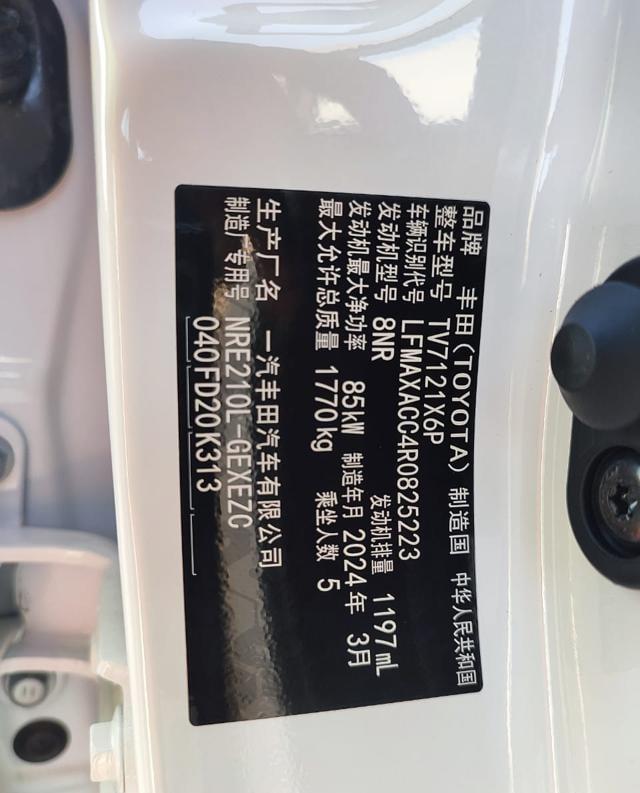 品牌 丰田(TOYOTA) 制造国 中华人民共和国
整车型号 TV7121X6P
车辆识别代号 LFMAXACC4R0825223
发动机型号 8NR 发动机排量 1197mL
发动机最大净功率 85kW 制造年月 2024年 3月
最大允许总质量 1770kg 乘坐人数 5
生产厂名 一汽丰田汽车有限公司
制造厂专用号 NRE210L-GEXEZC
040FD20K313